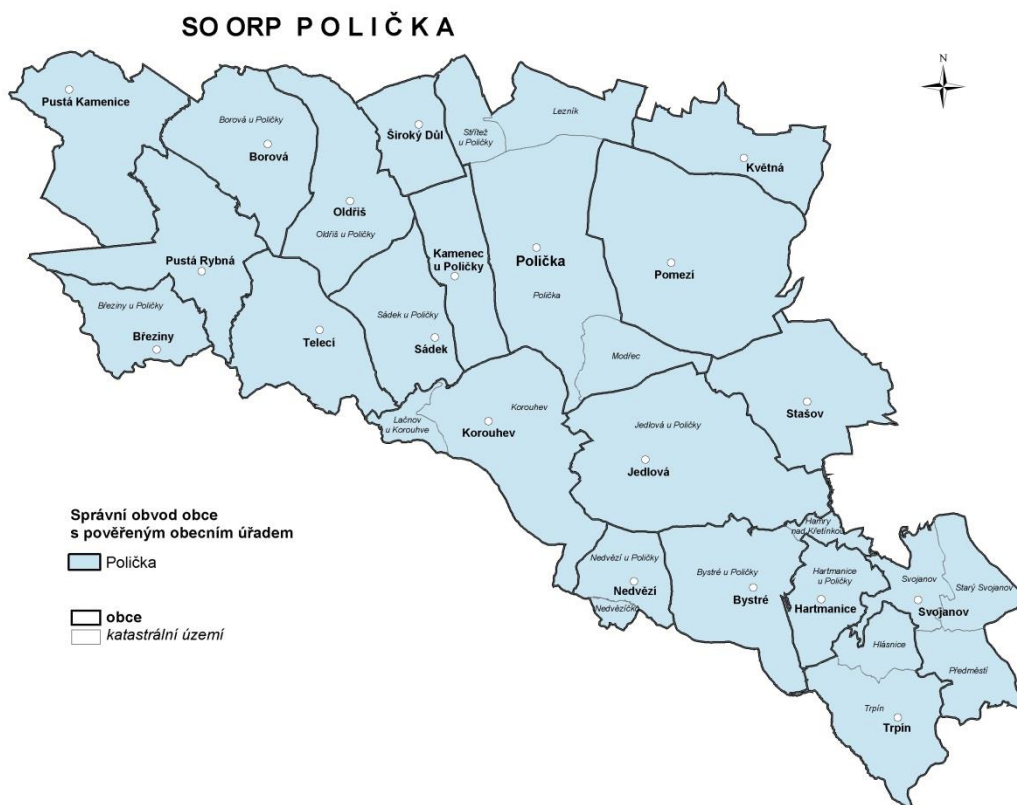 SO ORP POLIČKA
N
Pustá Kamenice
Borová u Poličky
Borová
Široký Důl
Střítež
u Poličky
Lezník
Květná
Oldřiš
Oldřiš u Poličky
Kamenec
u Poličky
Polička
Polička
Pomezí
Pustá Rybná
Březiny u Poličky
Březiny
Telecí
Sádek u Poličky
Sádek
Modřec
Lačnov
u Korouhve
Korouhev
Korouhev
Jedlová u Poličky
Jedlová
Stašov
Správní obvod obce
s pověřeným obecním úřadem
Polička
obce
katastrální území
Nedvězí u Poličky
Nedvězí
Nedvězíčko
Bystré u Poličky
Bystré
Hamry
nad Křetínkou
Hartmanice
u Poličky
Hartmanice
Svojanov
Svojanov
Starý Svojanov
Hlásnice
Předměstí
Trpín
Trpín